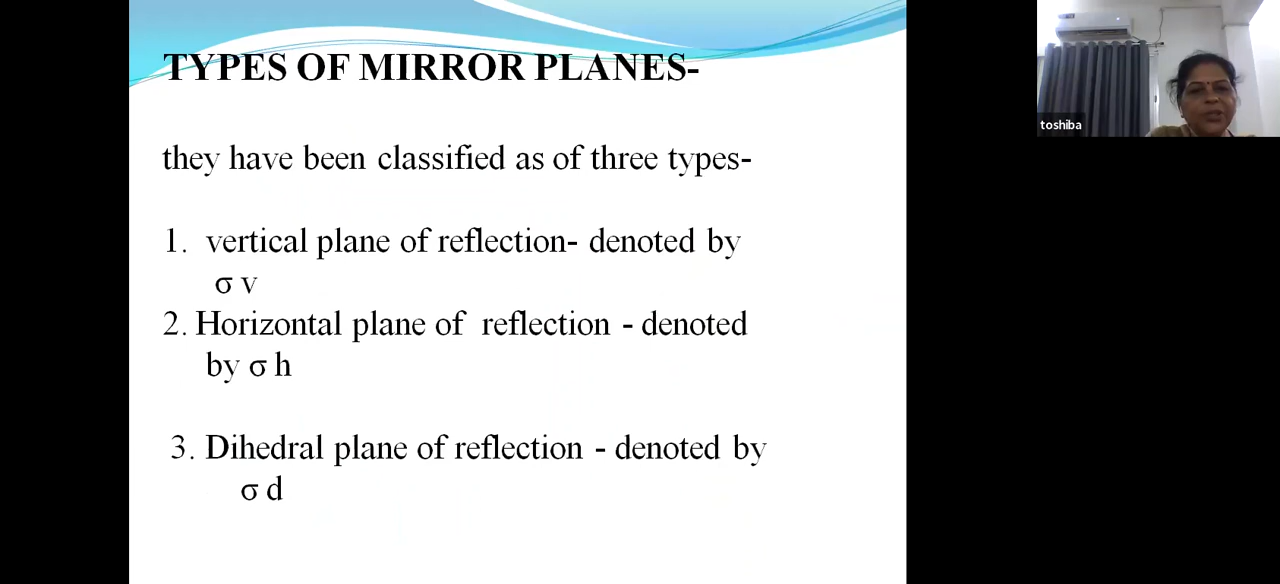 TYPES OF MIRROR PLANES-
they have been classified as of three types-
1. vertical plane of reflection- denoted by
σ v
2. Horizontal plane of reflection - denoted
by σ h
3. Dihedral plane of reflection - denoted by
σ d
toshiba